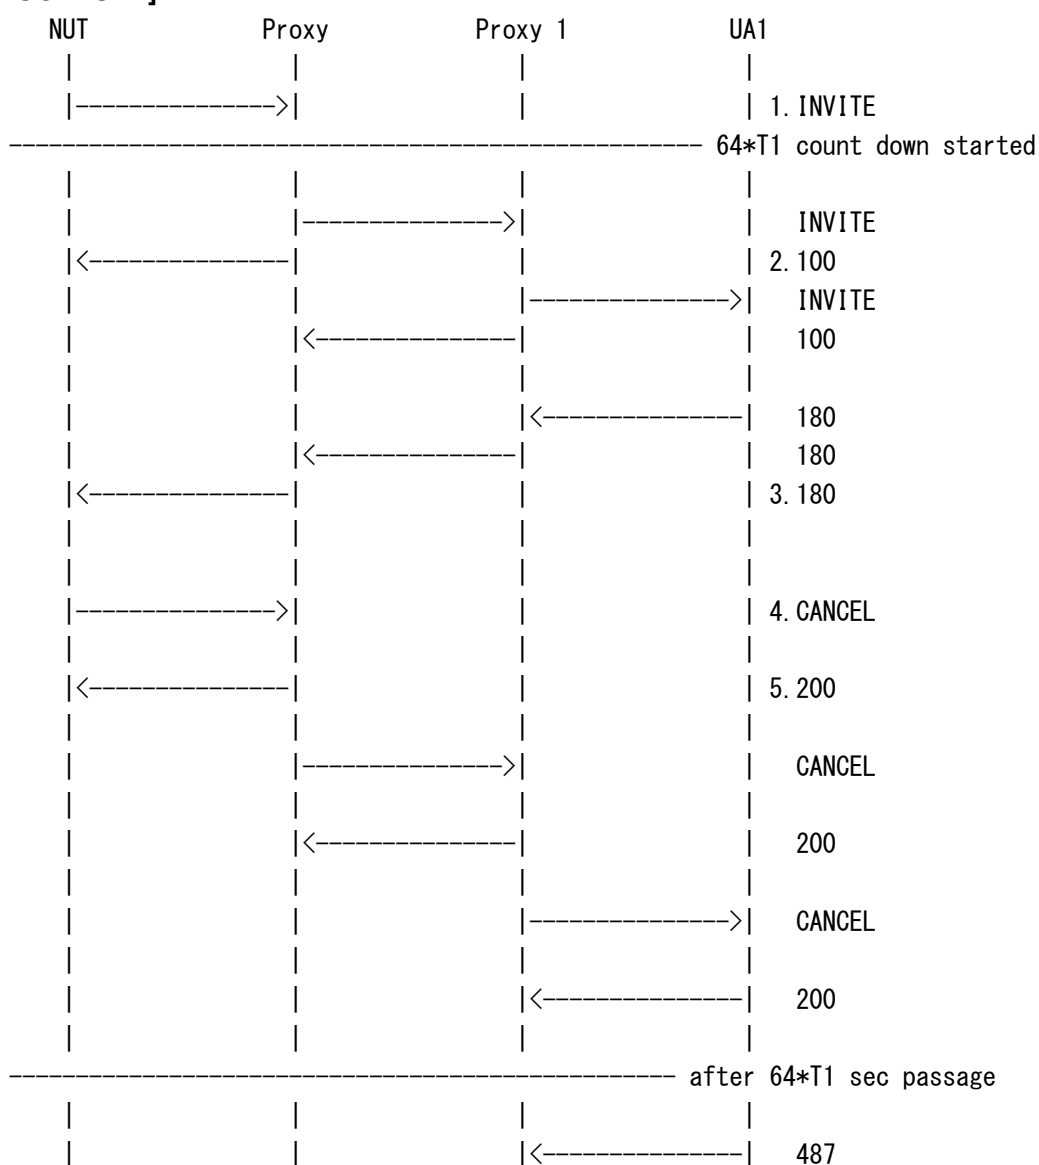 NUT Proxy Proxy 1 UA1
1. INVITE
64*T1 count down started
INVITE
2. 100
INVITE
100
180
180
3. 180
4. CANCEL
5. 200
CANCEL
200
CANCEL
200
after 64*T1 sec passage
487